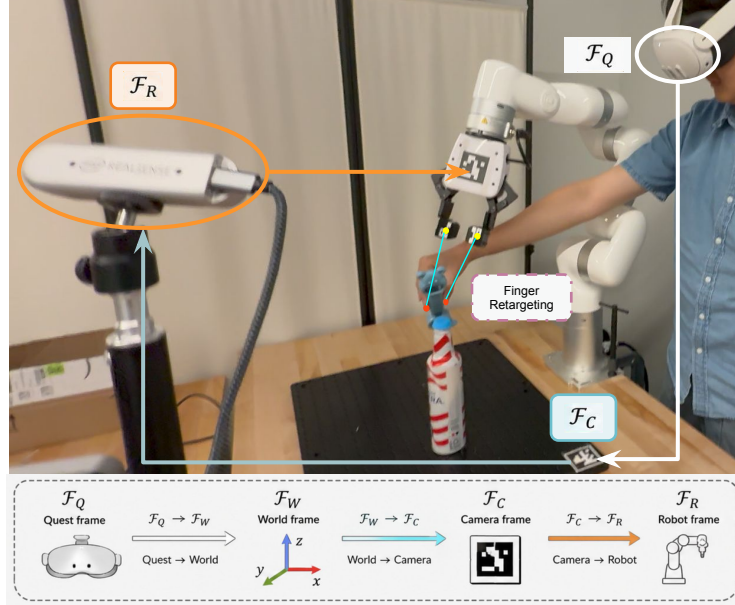 𝓕_Q
𝓕_R
REALSENSE
Finger
Retargeting
𝓕_C
𝓕_Q
Quest frame
𝓕_Q → 𝓕_W
Quest → World
𝓕_W
World frame
z
y
x
𝓕_W → 𝓕_C
World → Camera
𝓕_C
Camera frame
𝓕_C → 𝓕_R
Camera → Robot
𝓕_R
Robot frame